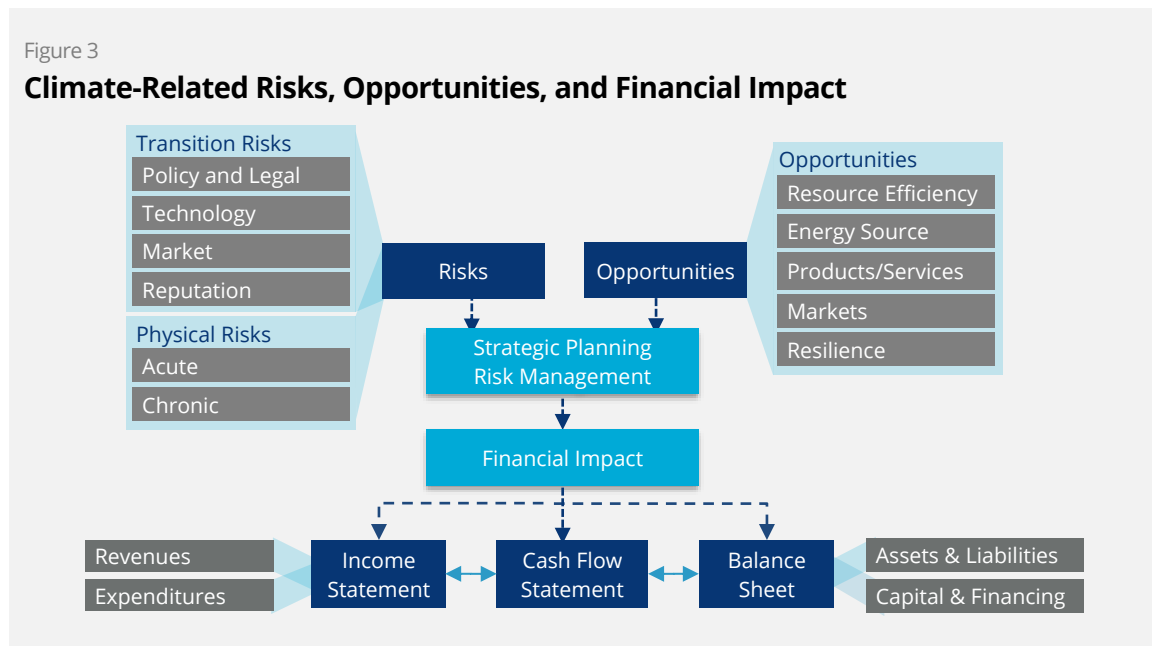 Figure 3
Climate-Related Risks, Opportunities, and Financial Impact
Transition Risks
Policy and Legal
Technology
Market
Reputation
Physical Risks
Acute
Chronic
Risks
Opportunities
Opportunities
Resource Efficiency
Energy Source
Products/Services
Markets
Resilience
Strategic Planning
Risk Management
Financial Impact
Revenues
Expenditures
Income
Statement
Cash Flow
Statement
Balance
Sheet
Assets & Liabilities
Capital & Financing